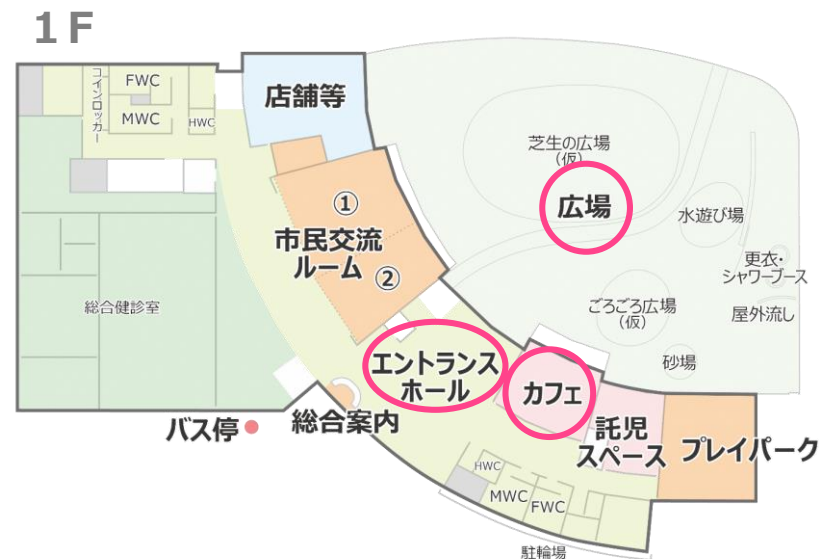 1F
コインロッカー
FWC
MWC
HWC
店舗等
芝生の広場
（仮）
広場
水遊び場
更衣・
シャワーブース
屋外流し
ごろごろ広場
（仮）
砂場
①
市民交流
ルーム
②
総合健診室
エントランス
ホール
カフェ
託児
スペース
プレイパーク
バス停
総合案内
HWC
MWC
FWC
駐輪場